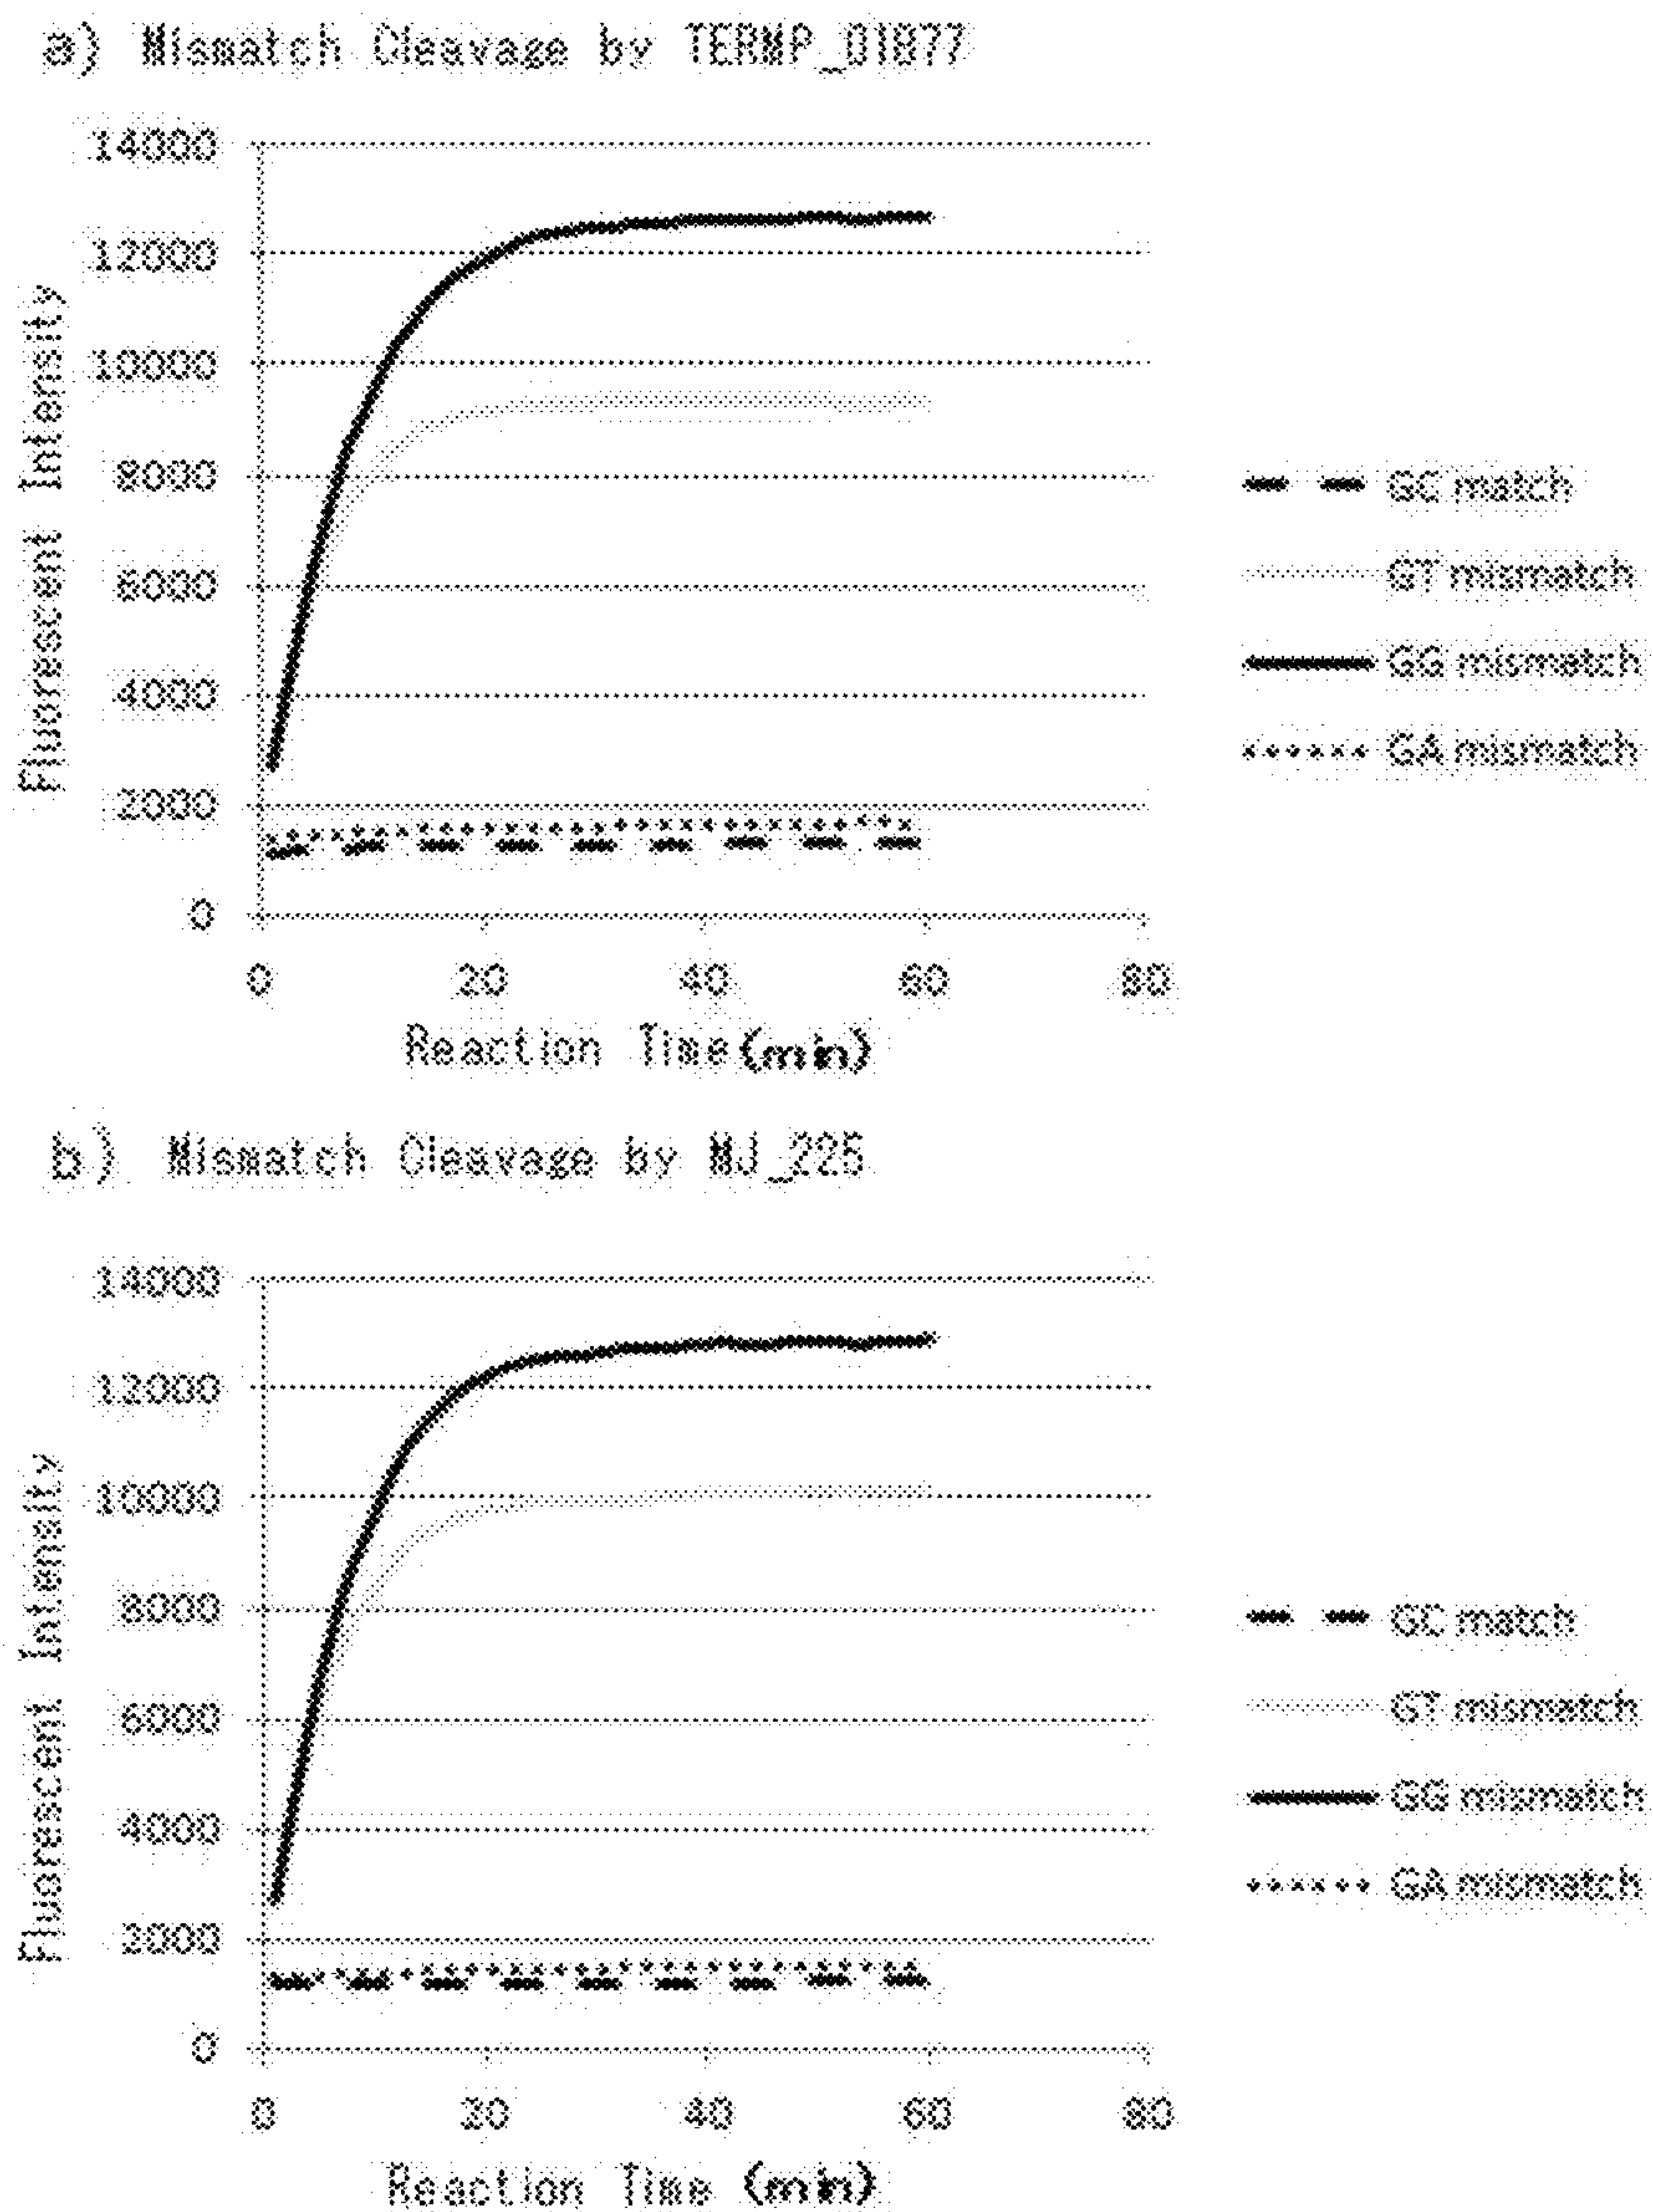 a) Mismatch Cleavage by TERMP_01877
14000
12000
10000
8000
6000
4000
2000
0
Fluorescent Intensity
0 20 40 60 80
Reaction Time (min)
GC match
GT mismatch
GG mismatch
GA mismatch
b) Mismatch Cleavage by MJ_225
14000
12000
10000
8000
6000
4000
2000
0
Fluorescent Intensity
0 20 40 60 80
Reaction Time (min)
GC match
GT mismatch
GG mismatch
GA mismatch